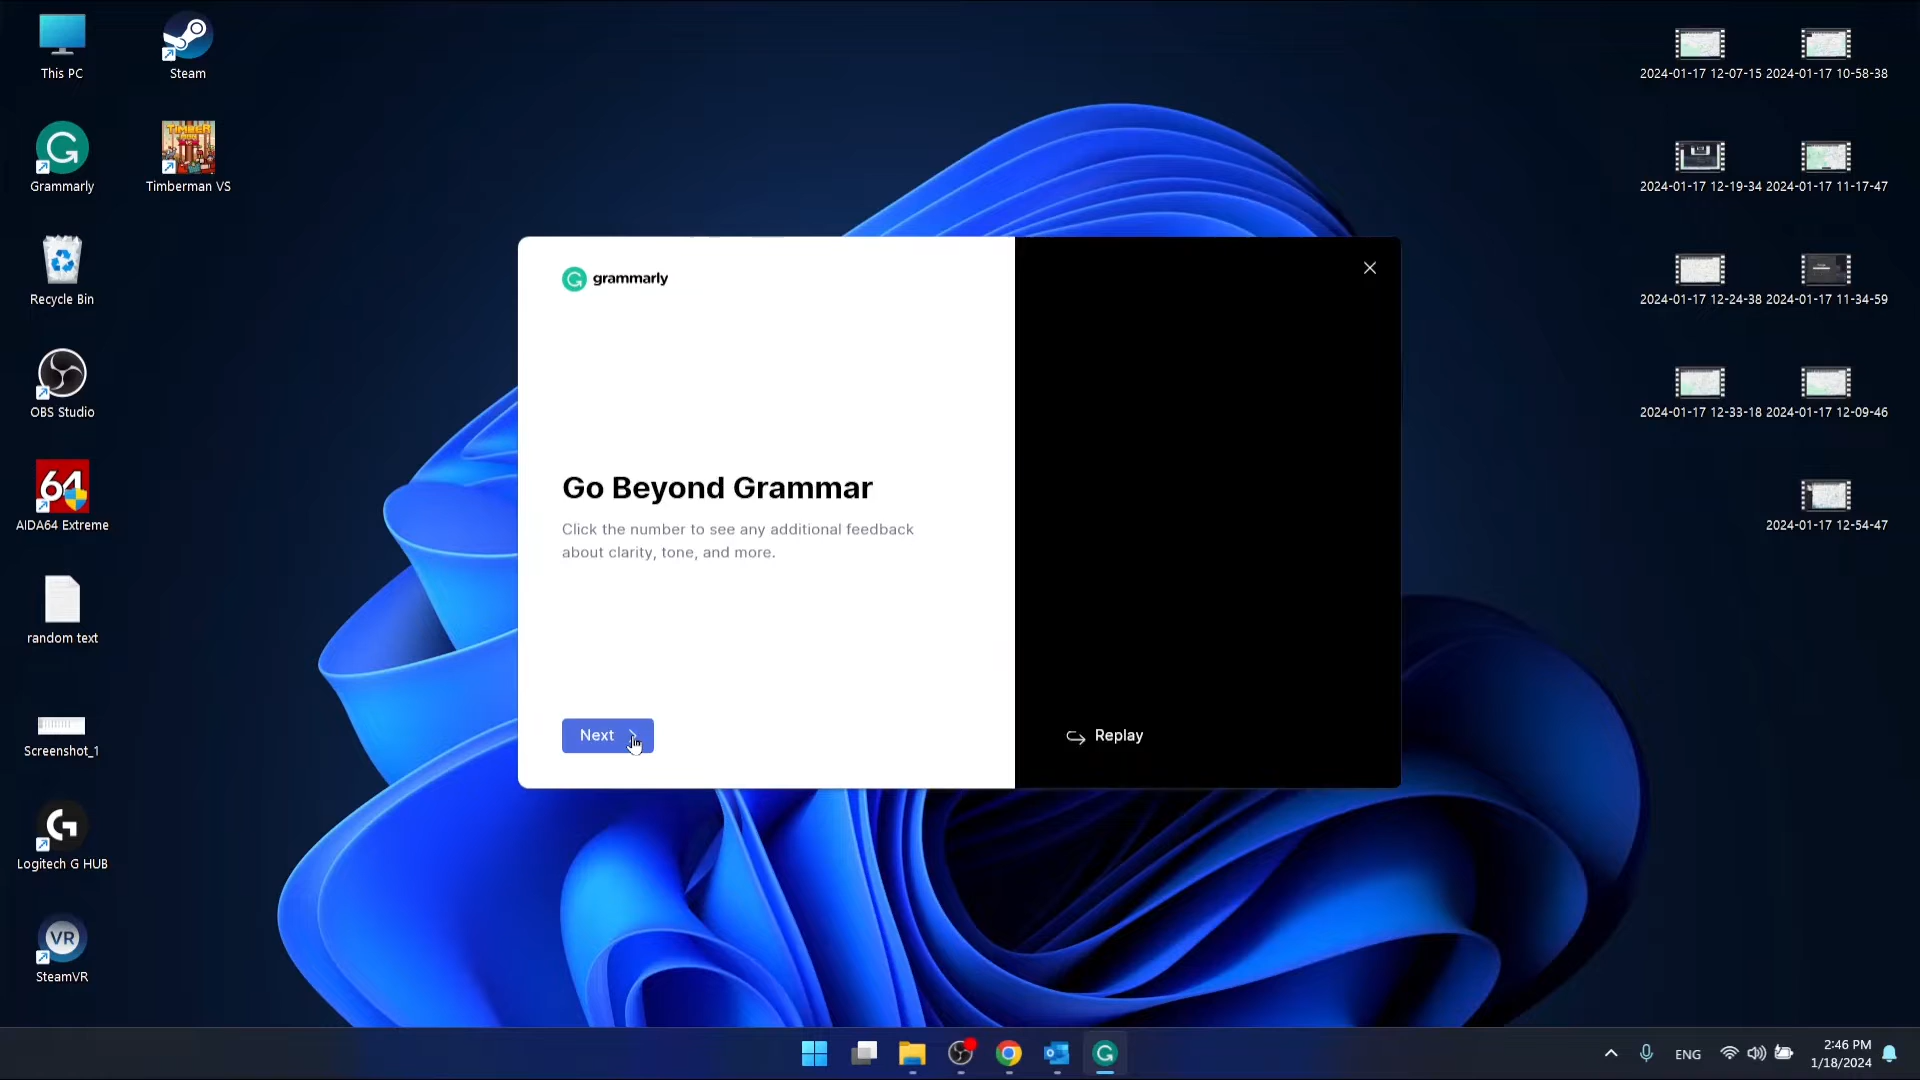 This PC
Steam
Grammarly
TIMBER
Timberman VS
Recycle Bin
OBS Studio
64
AIDA64 Extreme
random text
Screenshot_1
Logitech G HUB
VR
SteamVR
grammarly
Go Beyond Grammar
Click the number to see any additional feedback
about clarity, tone, and more.
Next
Replay
2024-01-17 12-07-15
2024-01-17 10-58-38
2024-01-17 12-19-34
2024-01-17 11-17-47
2024-01-17 12-24-38
2024-01-17 11-34-59
2024-01-17 12-33-18
2024-01-17 12-09-46
2024-01-17 12-54-47
ENG
2:46 PM
1/18/2024